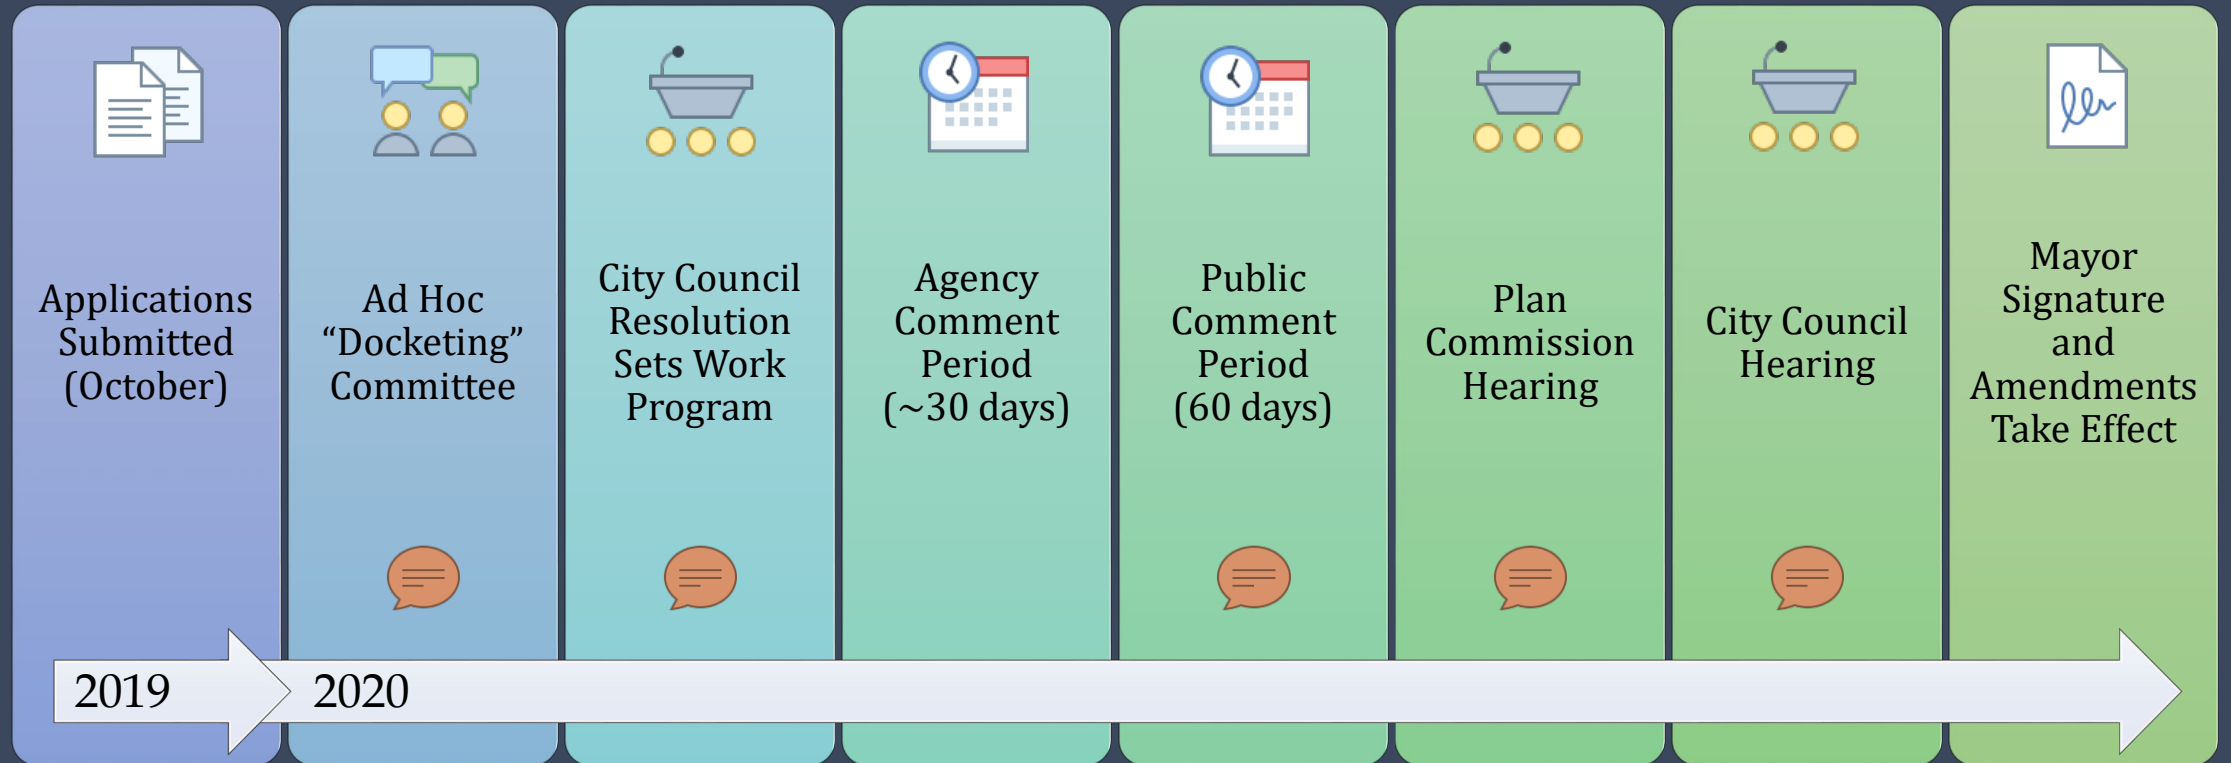 Applications
Submitted
(October)
Ad Hoc
“Docketing”
Committee
City Council
Resolution
Sets Work
Program
Agency
Comment
Period
(~30 days)
Public
Comment
Period
(60 days)
Plan
Commission
Hearing
City Council
Hearing
Mayor
Signature
and
Amendments
Take Effect
2019
2020